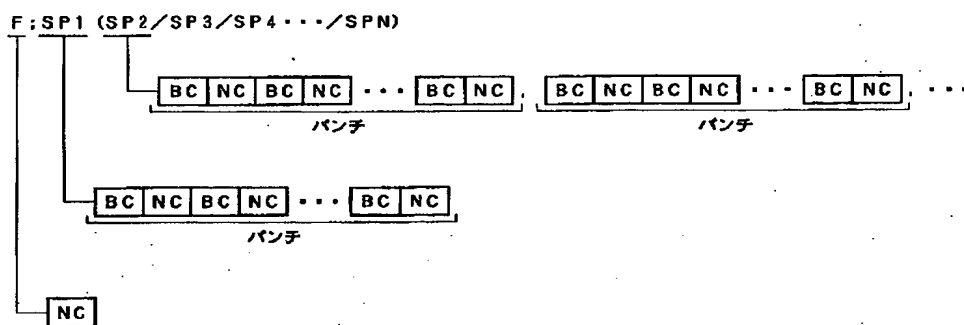 F;SP1 (SP2/SP3/SP4・・・/SPN)
BC NC BC NC ・・・ BC NC, BC NC BC NC ・・・ BC NC, ・・・
パンチ パンチ
BC NC BC NC ・・・ BC NC
パンチ
NC